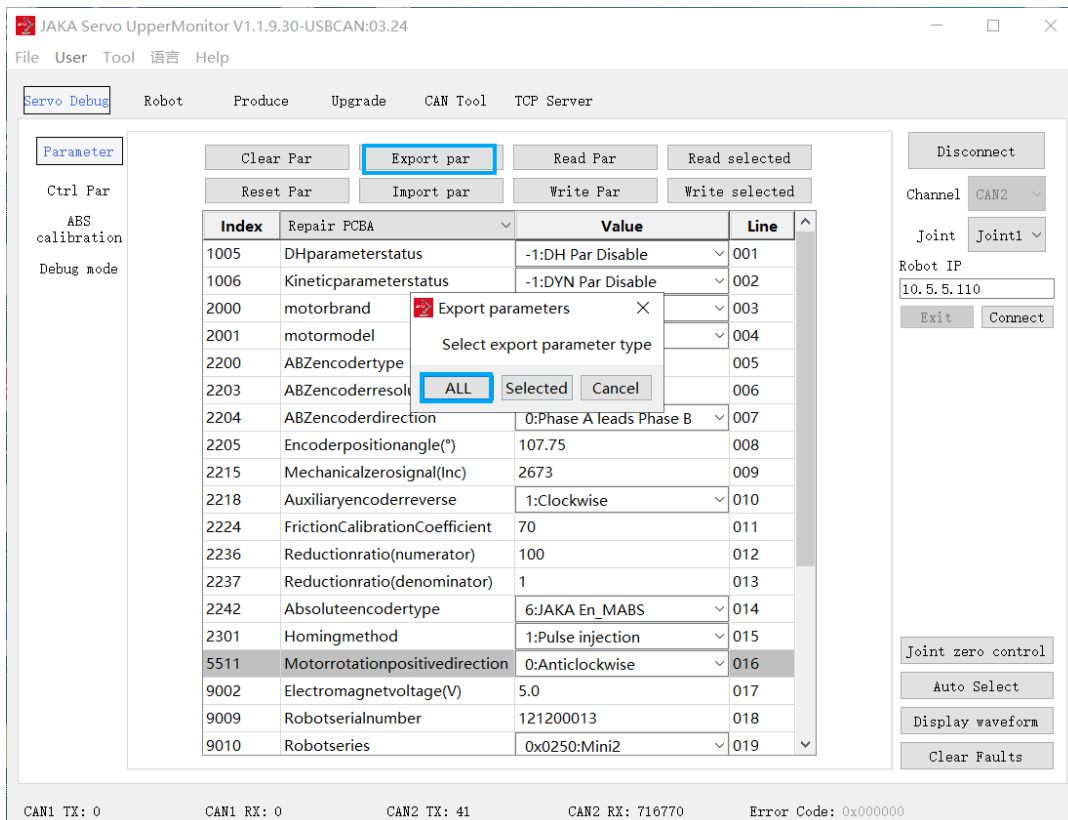 JAKA Servo UpperMonitor V1.1.9.30-USBCAN:03.24
File User Tool 语言 Help
Servo Debug Robot Produce Upgrade CAN Tool TCP Server
Parameter
Ctrl Par
ABS
calibration
Debug mode
Clear Par Export par Read Par Read selected
Reset Par Import par Write Par Write selected
Index Repair PCBA Value Line
1005 DHparameterstatus -1:DH Par Disable 001
1006 Kineticparameterstatus -1:DYN Par Disable 002
2000 motorbrand 003
2001 motormodel 004
2200 ABZencodertype 005
2203 ABZencoderresolu 006
2204 ABZencoderdirection 0:Phase A leads Phase B 007
2205 Encoderpositionangle(°) 107.75 008
2215 Mechanicalzerosignal(Inc) 2673 009
2218 Auxiliaryencoderreverse 1:Clockwise 010
2224 FrictionCalibrationCoefficient 70 011
2236 Reductionratio(numerator) 100 012
2237 Reductionratio(denominator) 1 013
2242 Absoluteencodertype 6:JAKA En_MABS 014
2301 Homingmethod 1:Pulse injection 015
5511 Motorrotationpositivedirection 0:Anticlockwise 016
9002 Electromagnetvoltage(V) 5.0 017
9009 Robotserialnumber 121200013 018
9010 Robotseries 0x0250:Mini2 019
Export parameters
Select export parameter type
ALL Selected Cancel
Disconnect
Channel CAN2
Joint Joint1
Robot IP
10.5.5.110
Exit Connect
Joint zero control
Auto Select
Display waveform
Clear Faults
CAN1 TX: 0 CAN1 RX: 0 CAN2 TX: 41 CAN2 RX: 716770 Error Code: 0x000000